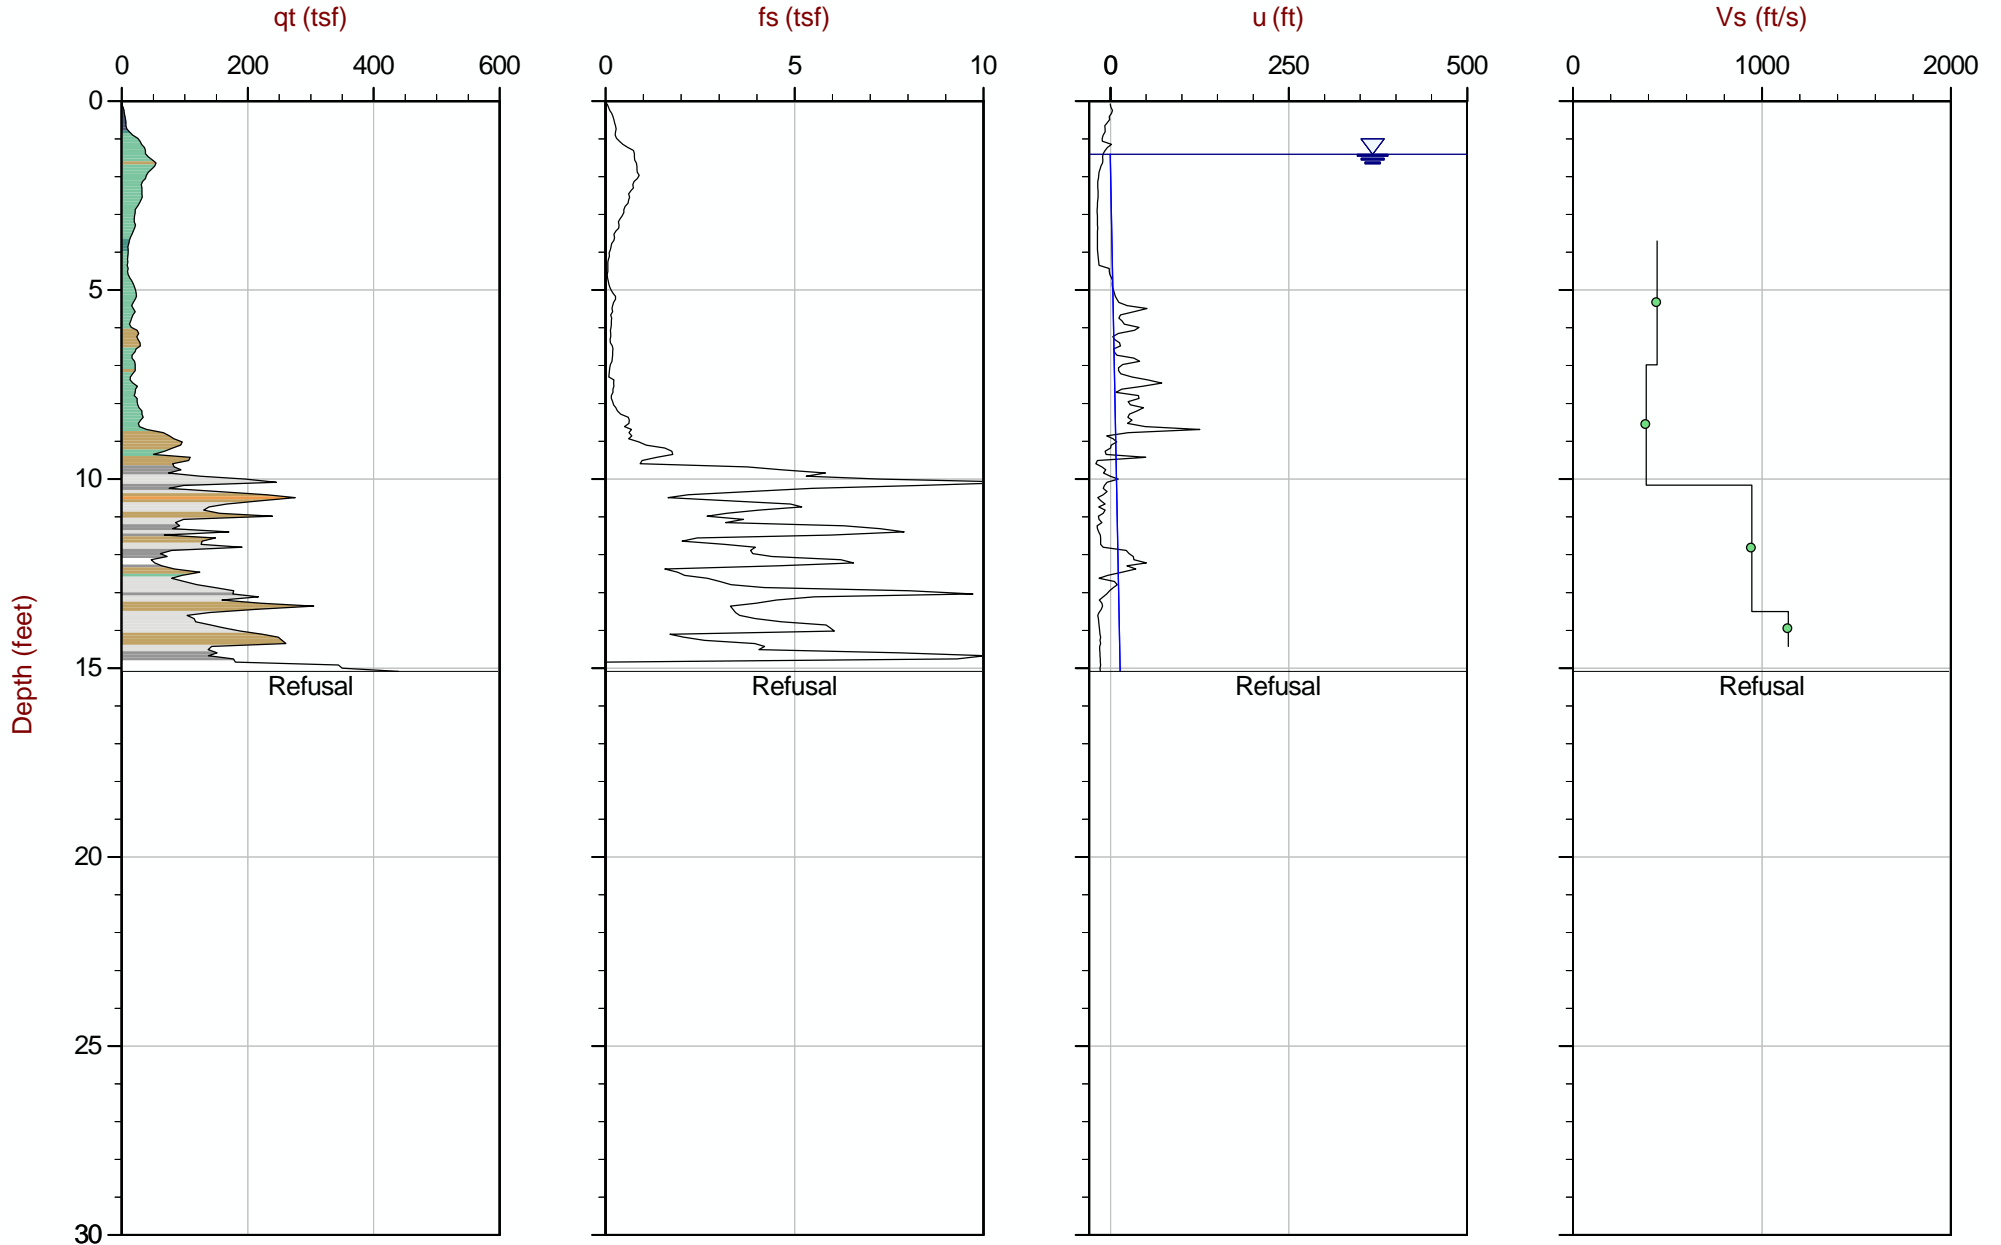 qt (tsf) fs (tsf) u (ft) Vs (ft/s)
0 200 400 600 0 5 10 0 250 500 0 1000 2000
0
5
10
15
20
25
30
Depth (feet)
Refusal Refusal Refusal Refusal